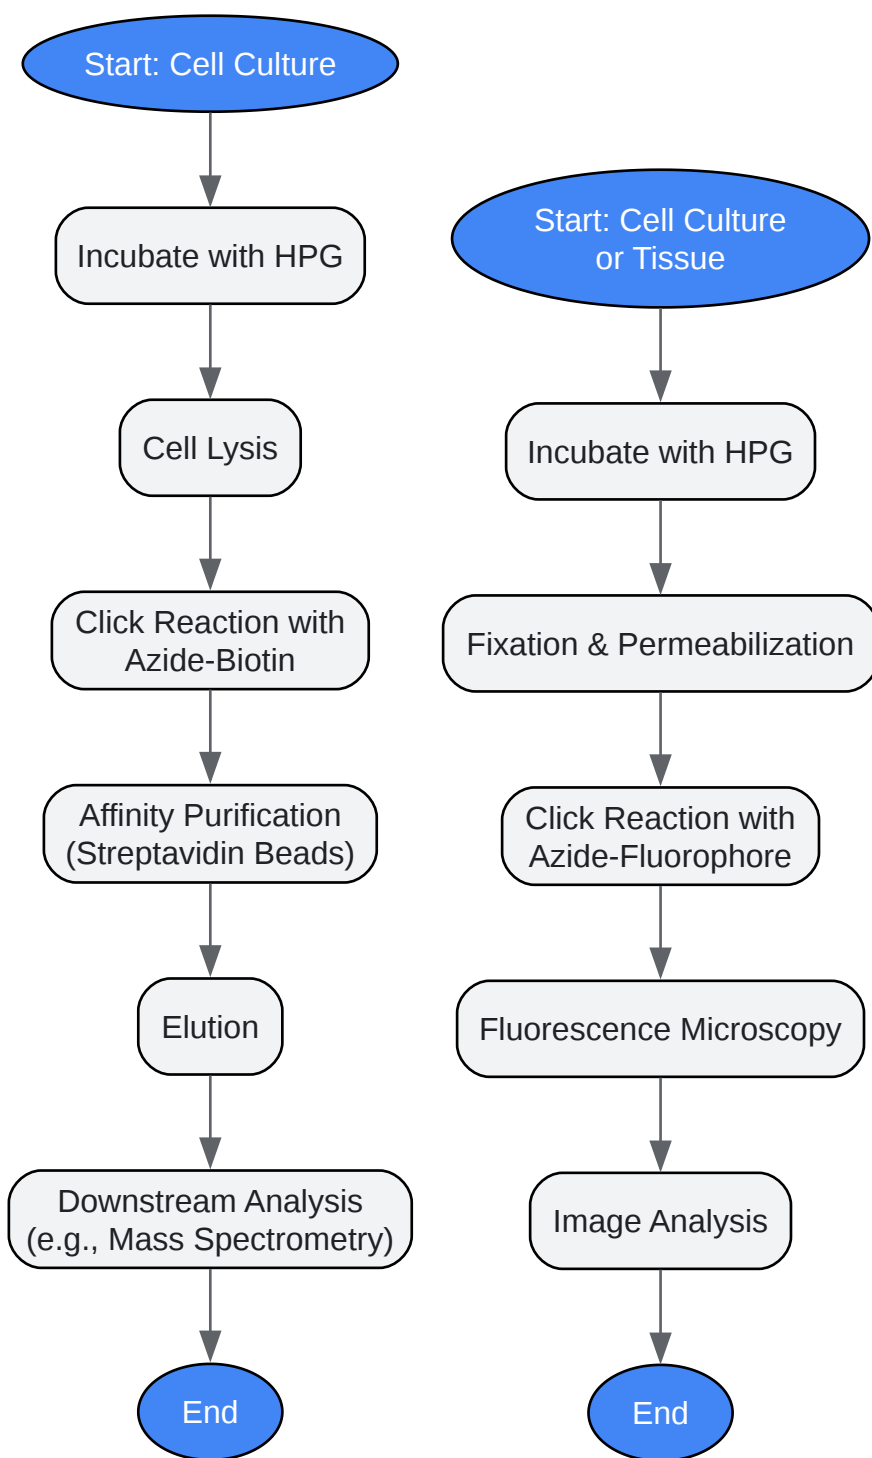 Start: Cell Culture
Incubate with HPG
Cell Lysis
Click Reaction with
Azide-Biotin
Affinity Purification
(Streptavidin Beads)
Elution
Downstream Analysis
(e.g., Mass Spectrometry)
End
Start: Cell Culture
or Tissue
Incubate with HPG
Fixation & Permeabilization
Click Reaction with
Azide-Fluorophore
Fluorescence Microscopy
Image Analysis
End